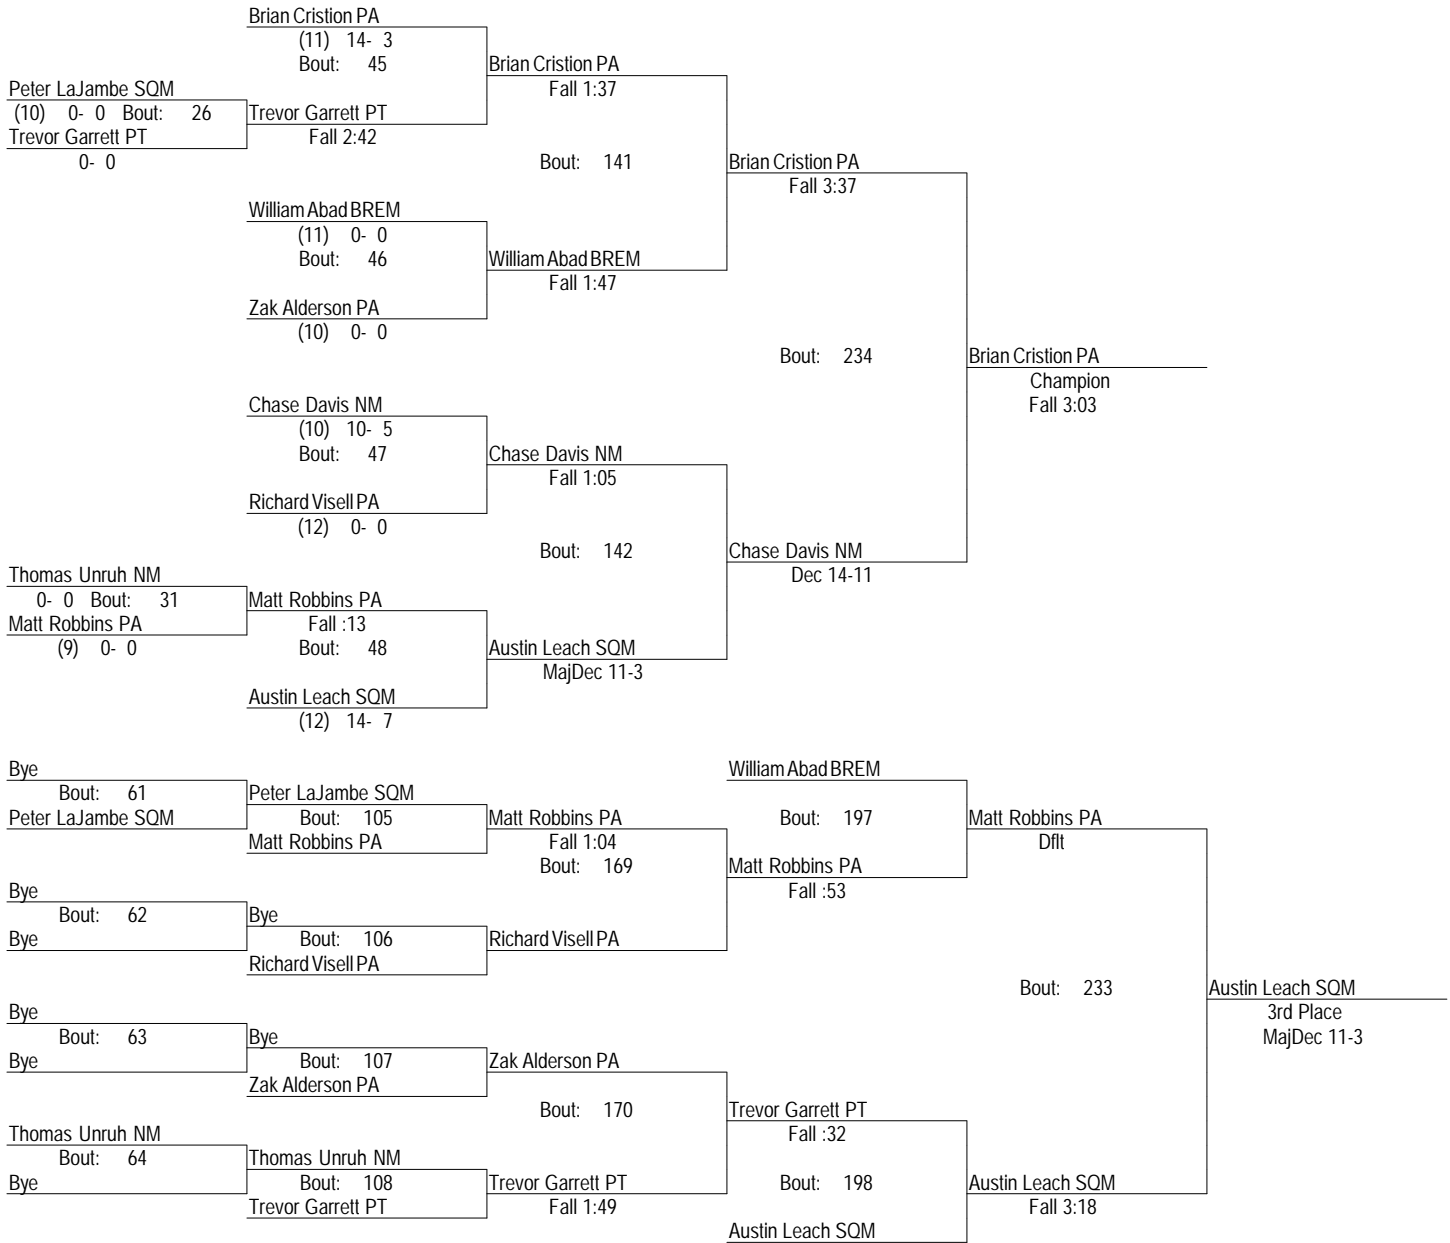 Brian Cristion PA
(11) 14- 3
Bout: 45
Brian Cristion PA
Fall 1:37
Peter LaJambe SQM
(10) 0- 0 Bout: 26
Trevor Garrett PT
0- 0
Trevor Garrett PT
Fall 2:42
Bout: 141
Brian Cristion PA
Fall 3:37
William Abad BREM
(11) 0- 0
Bout: 46
William Abad BREM
Fall 1:47
Zak Alderson PA
(10) 0- 0
Bout: 234
Brian Cristion PA
Champion
Fall 3:03
Chase Davis NM
(10) 10- 5
Bout: 47
Chase Davis NM
Fall 1:05
Richard Visell PA
(12) 0- 0
Bout: 142
Chase Davis NM
Dec 14-11
Thomas Unruh NM
0- 0 Bout: 31
Matt Robbins PA
(9) 0- 0
Matt Robbins PA
Fall :13
Bout: 48
Austin Leach SQM
MajDec 11-3
Austin Leach SQM
(12) 14- 7
Bye
Bout: 61
Peter LaJambe SQM
Peter LaJambe SQM
Bout: 105
Matt Robbins PA
Matt Robbins PA
Fall 1:04
Bout: 169
William Abad BREM
Bout: 197
Matt Robbins PA
Fall :53
Matt Robbins PA
Dflt
Bye
Bout: 62
Bye
Bye
Bout: 106
Richard Visell PA
Richard Visell PA
Bout: 233
Austin Leach SQM
3rd Place
MajDec 11-3
Bye
Bout: 63
Bye
Bye
Bout: 107
Zak Alderson PA
Zak Alderson PA
Bout: 170
Trevor Garrett PT
Fall :32
Thomas Unruh NM
Bout: 64
Bye
Thomas Unruh NM
Bout: 108
Trevor Garrett PT
Trevor Garrett PT
Fall 1:49
Bout: 198
Austin Leach SQM
Austin Leach SQM
Fall 3:18